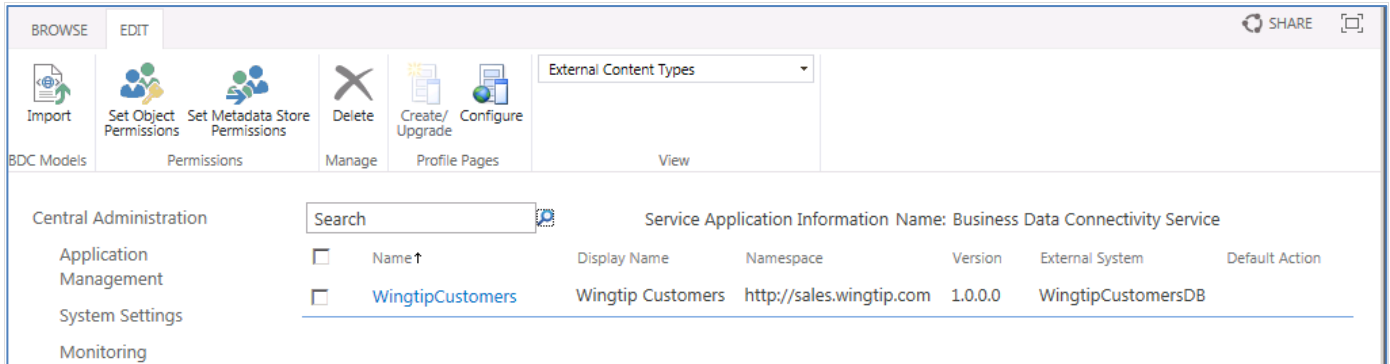 BROWSE EDIT SHARE
External Content Types
Import Set Object Set Metadata Store Delete Create/ Configure
Permissions Permissions Upgrade
BDC Models Permissions Manage Profile Pages View
Central Administration Search Service Application Information Name: Business Data Connectivity Service
Application Name↑ Display Name Namespace Version External System Default Action
Management
WingtipCustomers Wingtip Customers http://sales.wingtip.com 1.0.0.0 WingtipCustomersDB
System Settings
Monitoring